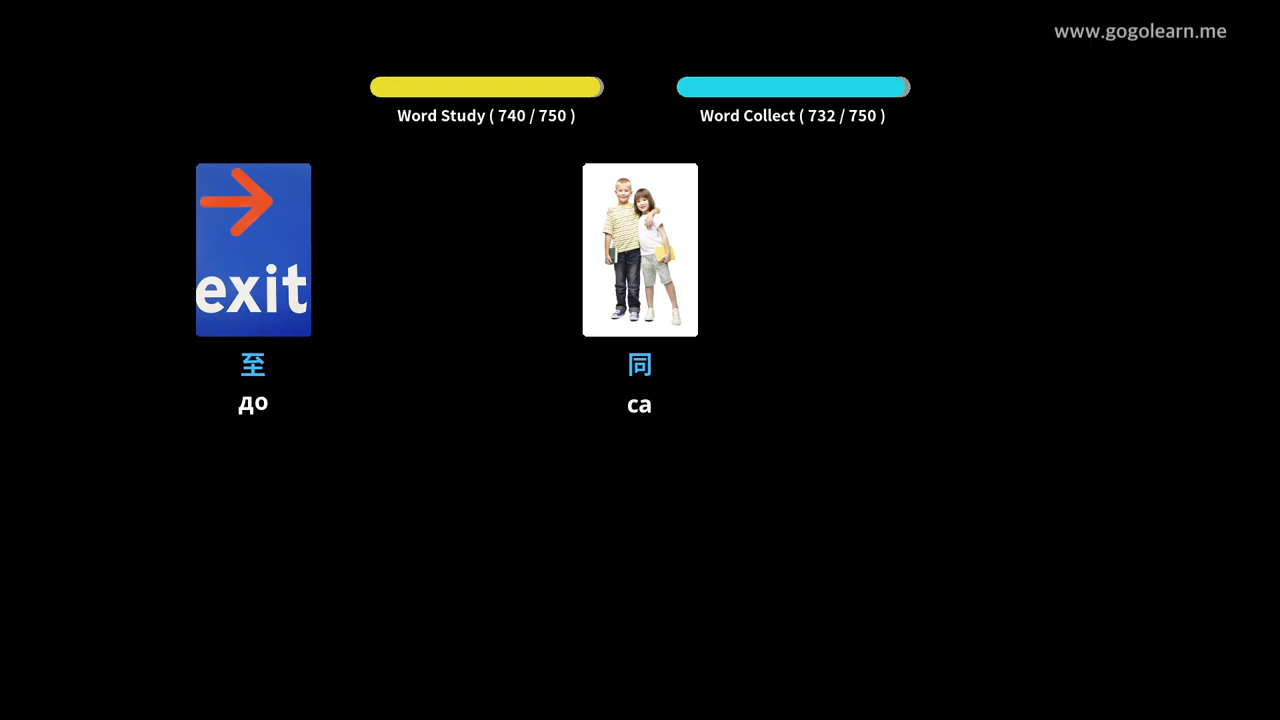 www.gogolearn.me
Word Study ( 740 / 750 )
Word Collect ( 732 / 750 )
exit
至
до
同
са